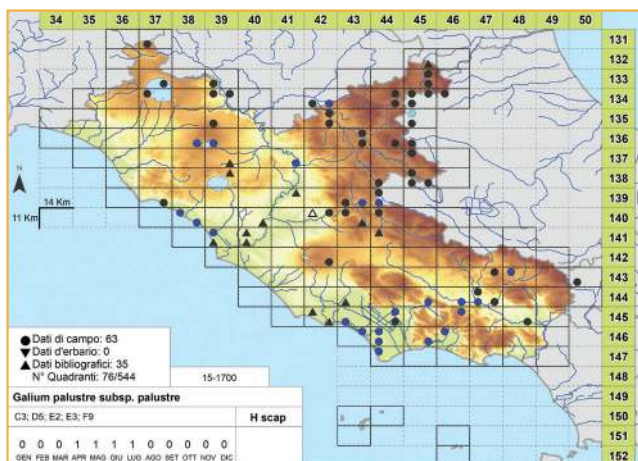 34 35 36 37 38 39 40 41 42 43 44 45 46 47 48 49 50
131
132
133
134
135
136
137
138
139
140
141
142
143
144
145
146
147
148
149
150
151
152
N
14 Km
11 Km
Dati di campo: 63
Dati d'erbario: 0
Dati bibliografici: 35
N° Quadranti: 76/544
15-1700
Galium palustre subsp. palustre
C3; D5; E2; E3; F9
H scap
0 0 0 1 1 1 1 0 0 0 0 0
GEN FEB MAR APR MAG GIU LUG AGO SET OTT NOV DIC